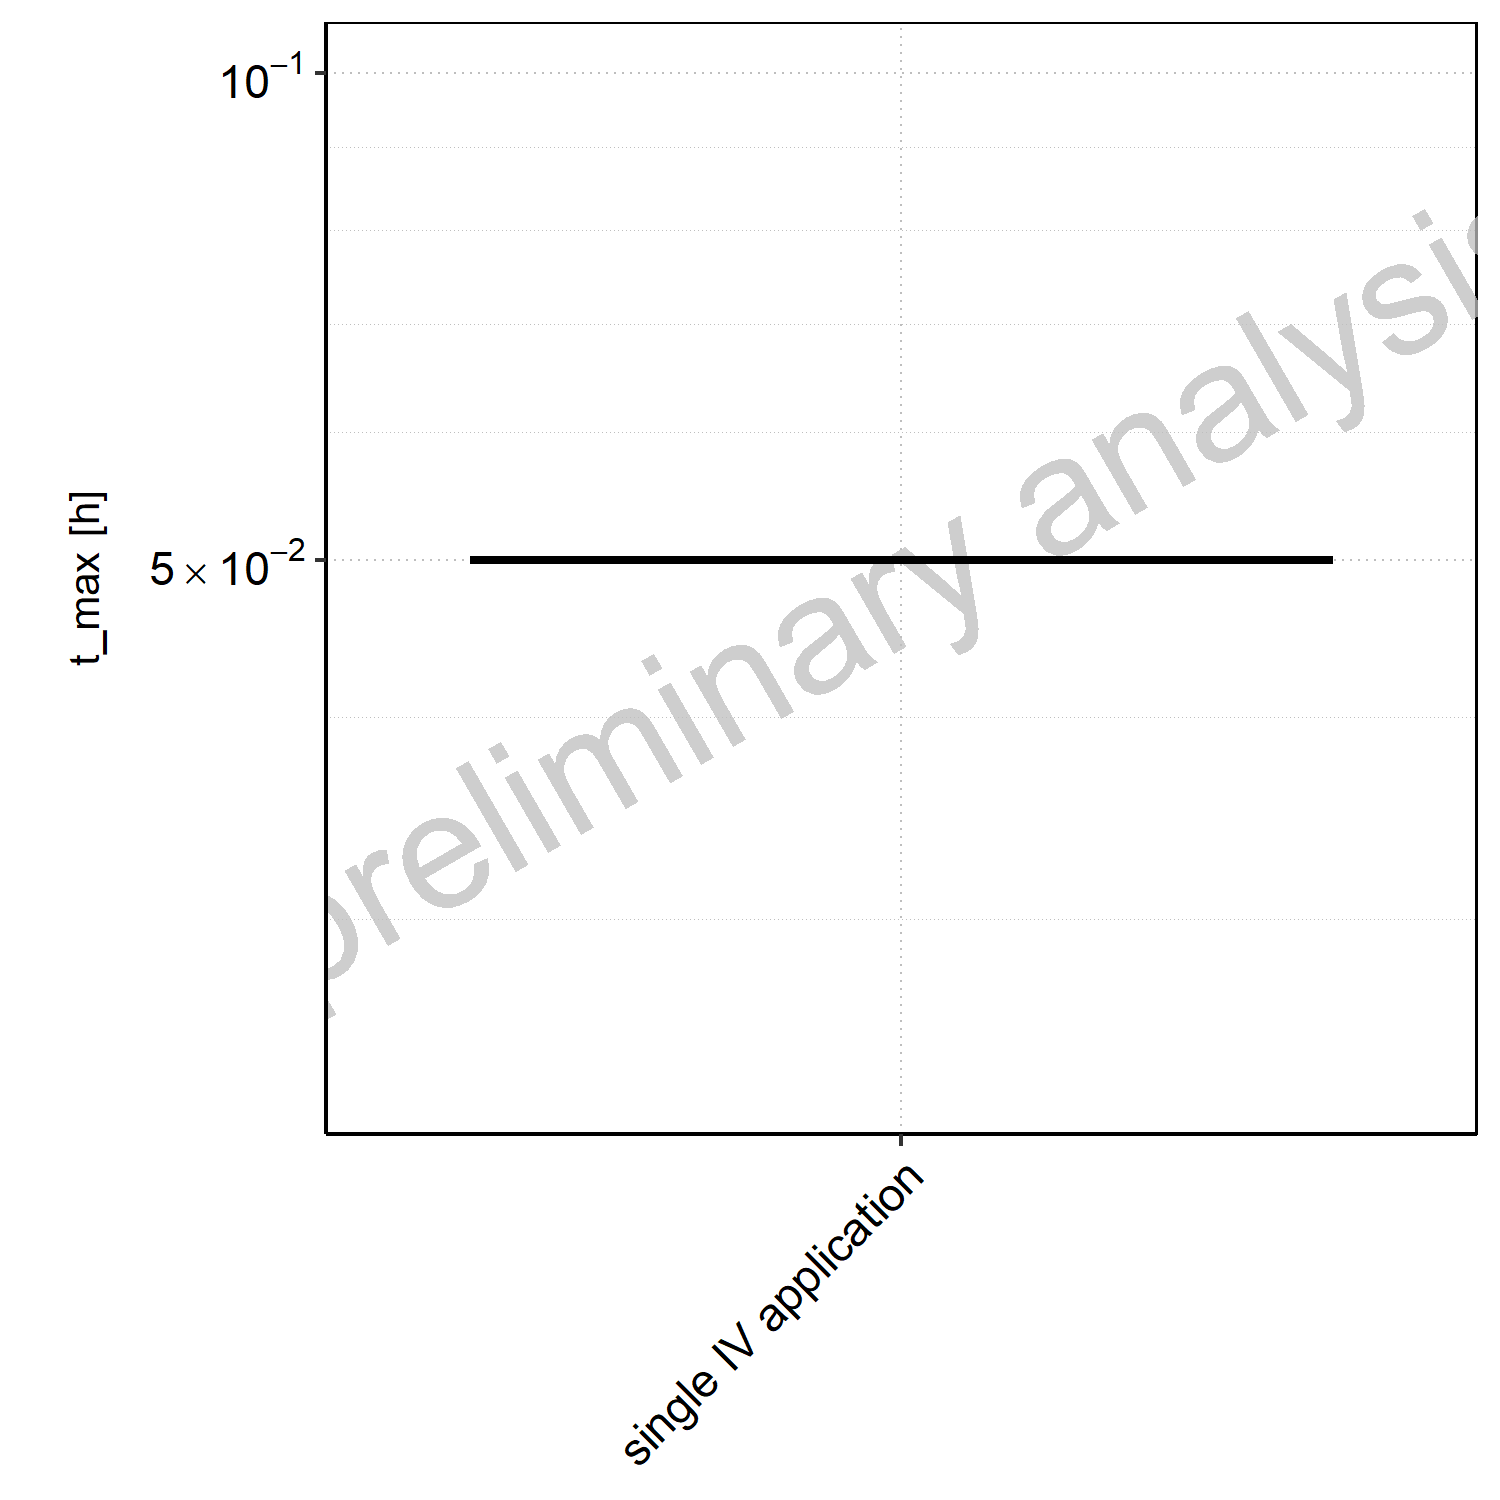 10⁻¹
5 × 10⁻²
t_max [h]
preliminary analysis
single IV application